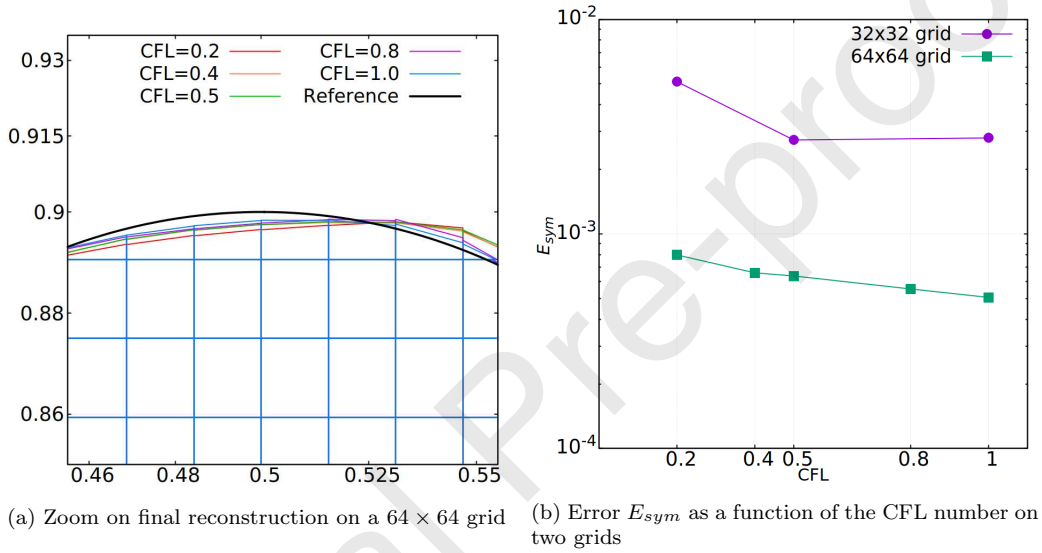 0.93
0.915
0.9
0.88
0.86
CFL=0.2
CFL=0.4
CFL=0.5
CFL=0.8
CFL=1.0
Reference
0.46
0.48
0.5
0.525
0.55
(a) Zoom on final reconstruction on a 64 × 64 grid
10⁻²
10⁻³
10⁻⁴
E_sym
32x32 grid
64x64 grid
0.2
0.4
0.5
0.8
1
CFL
(b) Error E_sym as a function of the CFL number on
two grids
al Pre-proo